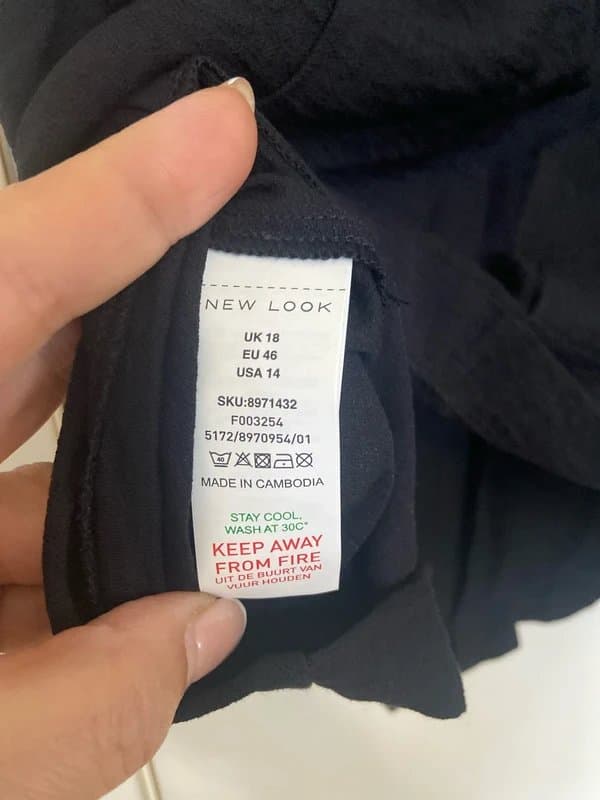 NEW LOOK
UK 18
EU 46
USA 14
SKU:8971432
F003254
5172/8970954/01
40
MADE IN CAMBODIA
STAY COOL,
WASH AT 30C°
KEEP AWAY
FROM FIRE
UIT DE BUURT VAN
VUUR HOUDEN